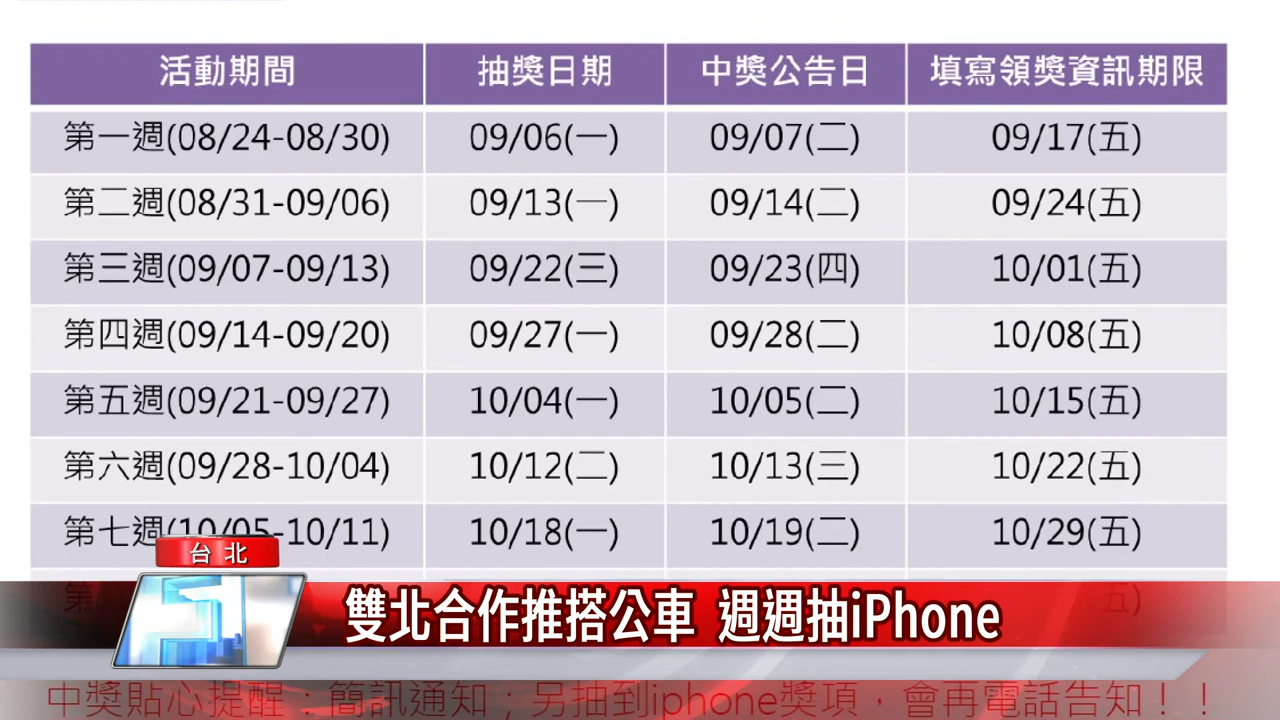 活動期間 抽獎日期 中獎公告日 填寫領獎資訊期限
第一週(08/24-08/30) 09/06(一) 09/07(二) 09/17(五)
第二週(08/31-09/06) 09/13(一) 09/14(二) 09/24(五)
第三週(09/07-09/13) 09/22(三) 09/23(四) 10/01(五)
第四週(09/14-09/20) 09/27(一) 09/28(二) 10/08(五)
第五週(09/21-09/27) 10/04(一) 10/05(二) 10/15(五)
第六週(09/28-10/04) 10/12(二) 10/13(三) 10/22(五)
第七週(10/05-10/11) 10/18(一) 10/19(二) 10/29(五)
台北
雙北合作推搭公車 週週抽iPhone
中獎貼心提醒：簡訊通知；另抽到iphone獎項，會再電話告知！！